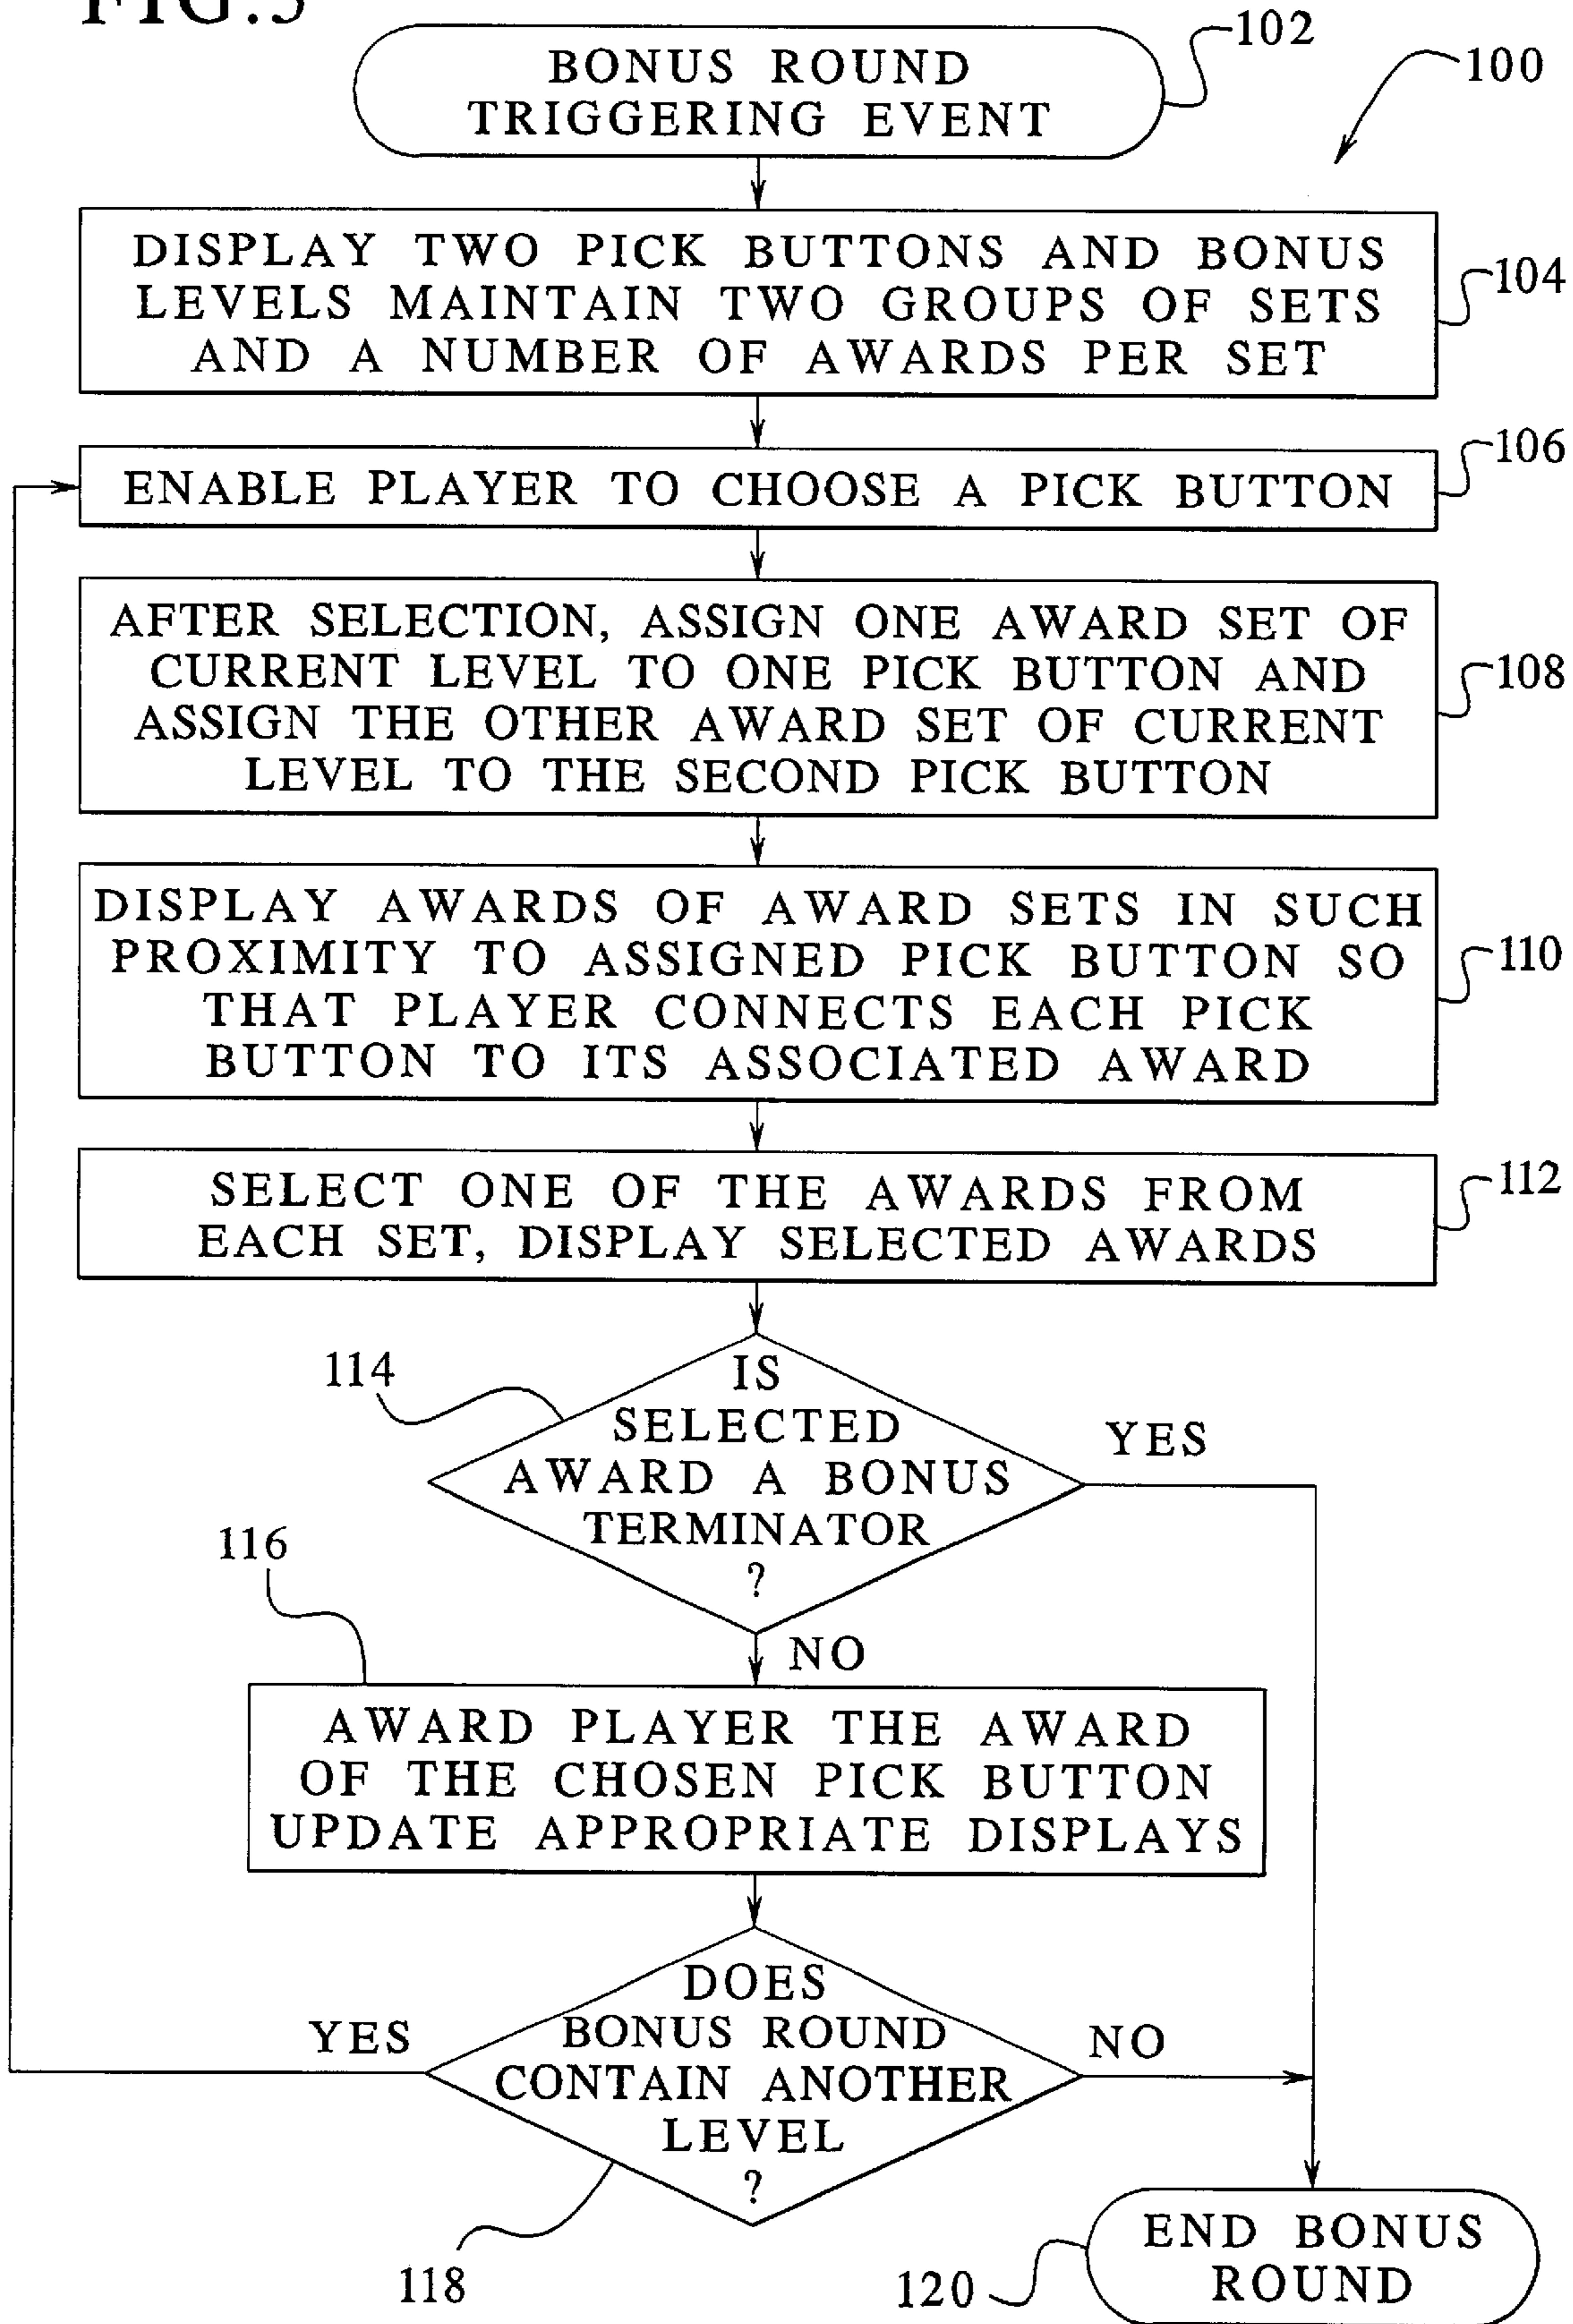 102
100
BONUS ROUND
TRIGGERING EVENT
DISPLAY TWO PICK BUTTONS AND BONUS
LEVELS MAINTAIN TWO GROUPS OF SETS
AND A NUMBER OF AWARDS PER SET
104
106
ENABLE PLAYER TO CHOOSE A PICK BUTTON
AFTER SELECTION, ASSIGN ONE AWARD SET OF
CURRENT LEVEL TO ONE PICK BUTTON AND
ASSIGN THE OTHER AWARD SET OF CURRENT
LEVEL TO THE SECOND PICK BUTTON
108
DISPLAY AWARDS OF AWARD SETS IN SUCH
PROXIMITY TO ASSIGNED PICK BUTTON SO
THAT PLAYER CONNECTS EACH PICK
BUTTON TO ITS ASSOCIATED AWARD
110
SELECT ONE OF THE AWARDS FROM
EACH SET, DISPLAY SELECTED AWARDS
112
114
IS
SELECTED
AWARD A BONUS
TERMINATOR
?
YES
NO
116
AWARD PLAYER THE AWARD
OF THE CHOSEN PICK BUTTON
UPDATE APPROPRIATE DISPLAYS
DOES
BONUS ROUND
CONTAIN ANOTHER
LEVEL
?
YES
NO
118
END BONUS
ROUND
120